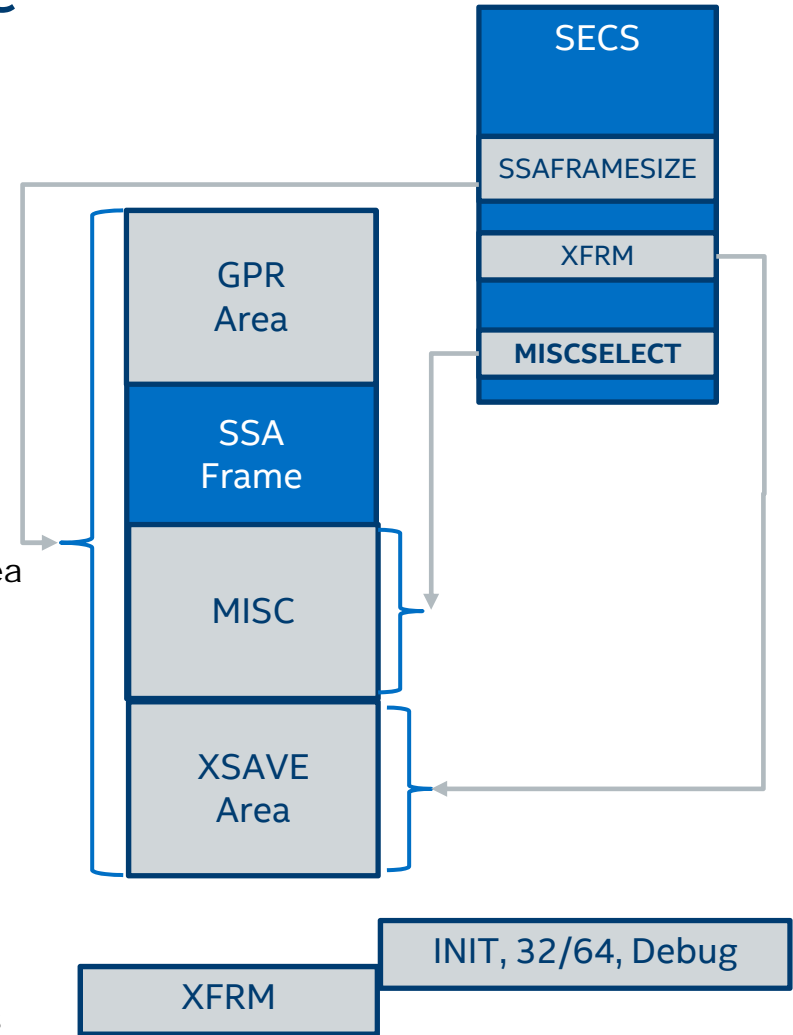 SECS
SSAFRAMESIZE
XFRM
MISCSELECT
GPR
Area
SSA
Frame
MISC
XSAVE
Area
INIT, 32/64, Debug
XFRM